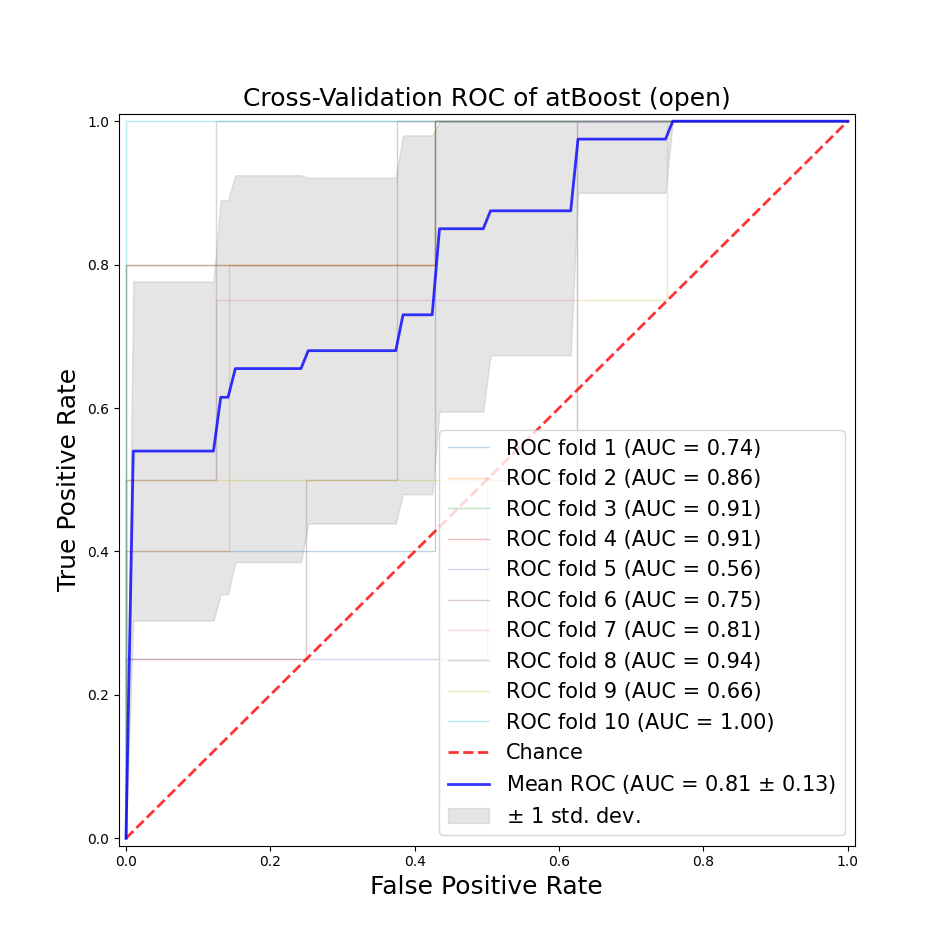 Cross-Validation ROC of atBoost (open)
True Positive Rate
1.0
0.8
0.6
0.4
0.2
0.0
ROC fold 1 (AUC = 0.74)
ROC fold 2 (AUC = 0.86)
ROC fold 3 (AUC = 0.91)
ROC fold 4 (AUC = 0.91)
ROC fold 5 (AUC = 0.56)
ROC fold 6 (AUC = 0.75)
ROC fold 7 (AUC = 0.81)
ROC fold 8 (AUC = 0.94)
ROC fold 9 (AUC = 0.66)
ROC fold 10 (AUC = 1.00)
Chance
Mean ROC (AUC = 0.81 ± 0.13)
± 1 std. dev.
0.0 0.2 0.4 0.6 0.8 1.0
False Positive Rate